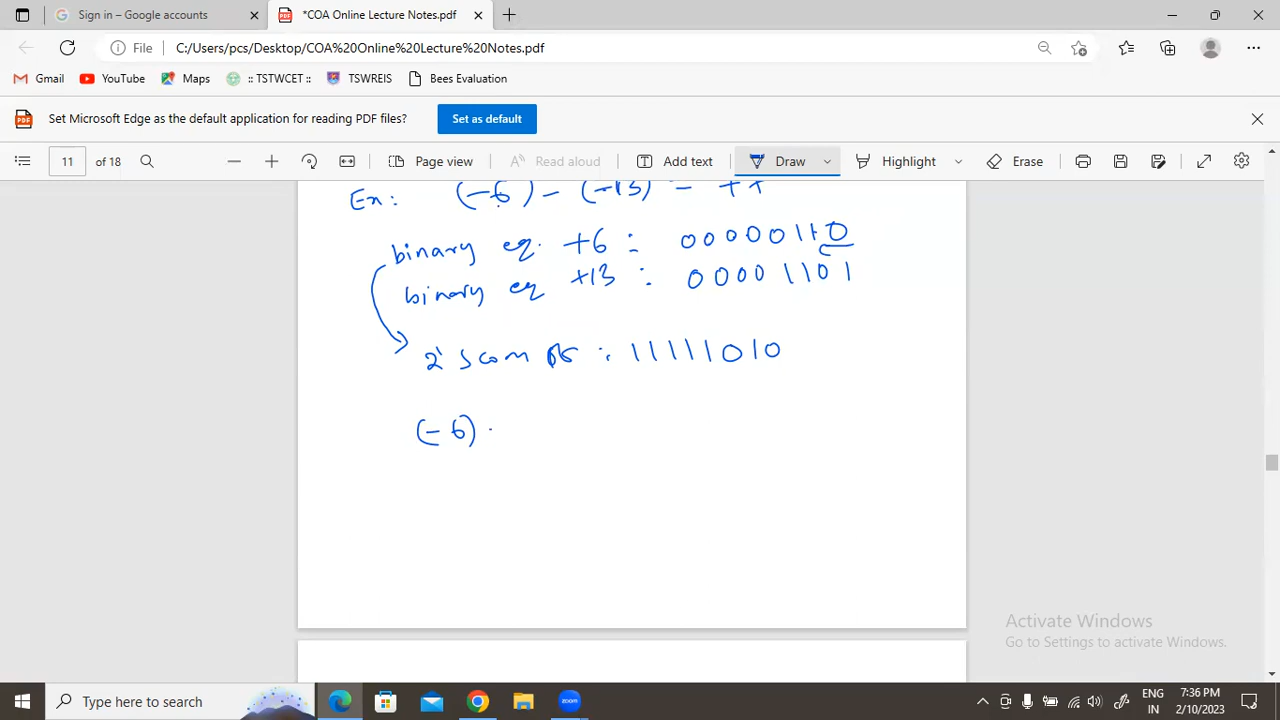 Sign in – Google accounts
*COA Online Lecture Notes.pdf
File
C:/Users/pcs/Desktop/COA%20Online%20Lecture%20Notes.pdf
Gmail YouTube Maps :: TSTWCET :: TSWREIS Bees Evaluation
Set Microsoft Edge as the default application for reading PDF files? Set as default
11 of 18 Page view Read aloud Add text Draw Highlight Erase
Ex: (-6) - (-13) = +7
binary eq. +6 : 00000110
binary eq +13 : 00001101
2's com of : 11111010
(-6)
Activate Windows
Go to Settings to activate Windows.
Type here to search
zoom
ENG
IN
7:36 PM
2/10/2023